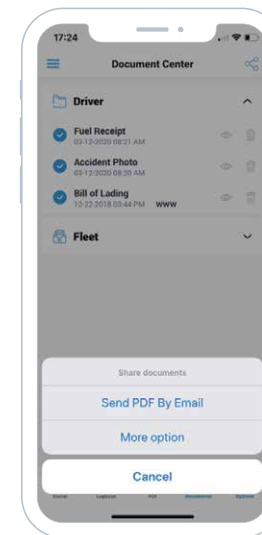 17:24
Document Center
Driver
Fuel Receipt
03-12-2020 08:21 AM
Accident Photo
03-12-2020 08:20 AM
Bill of Lading
12-22-2018 03:44 PM www
Fleet
Share documents
Send PDF By Email
More option
Cancel